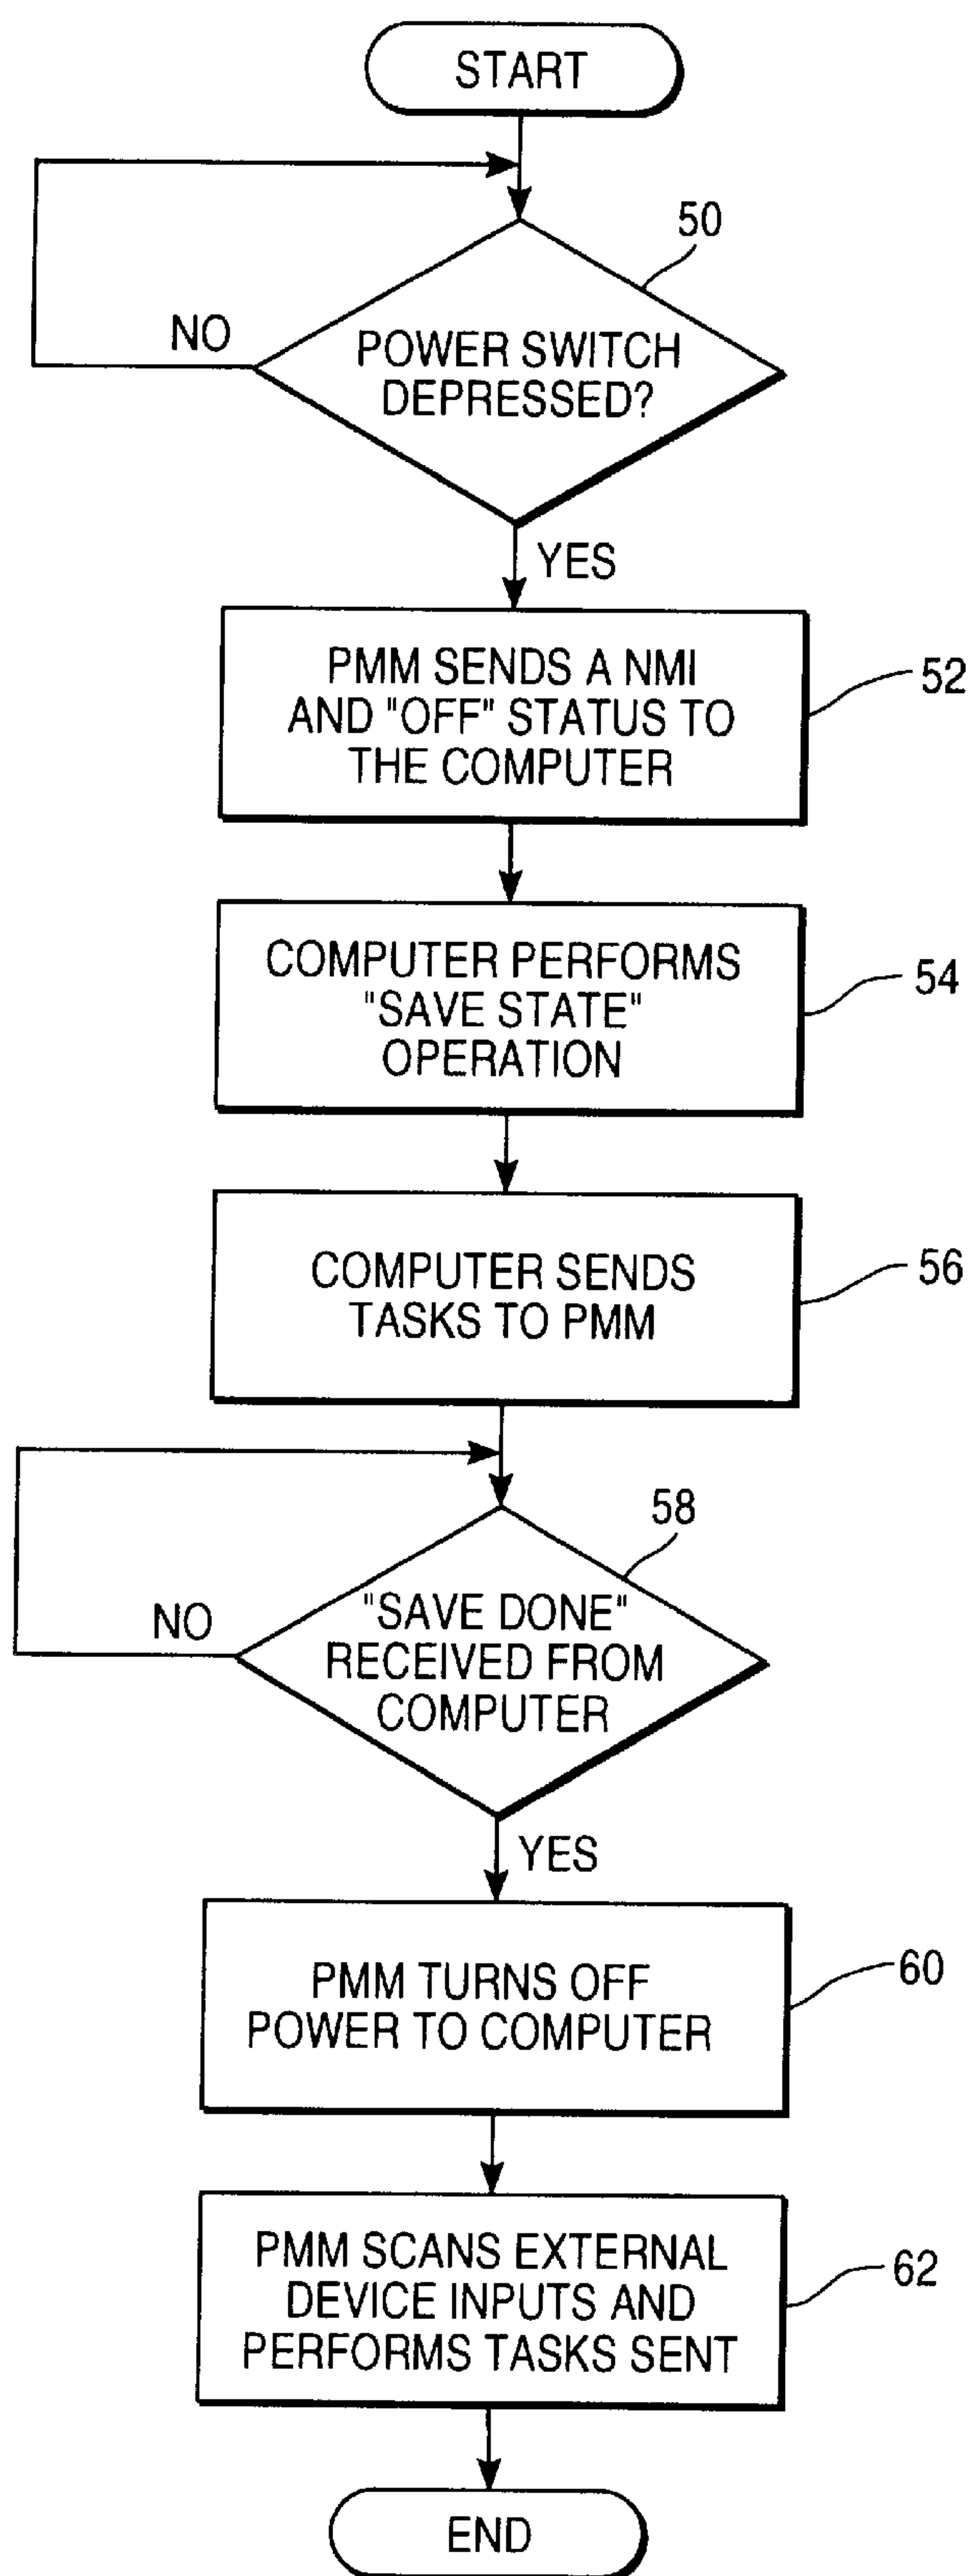 START
50
NO
POWER SWITCH
DEPRESSED?
YES
PMM SENDS A NMI
AND "OFF" STATUS TO
THE COMPUTER
52
COMPUTER PERFORMS
"SAVE STATE"
OPERATION
54
COMPUTER SENDS
TASKS TO PMM
56
58
NO
"SAVE DONE"
RECEIVED FROM
COMPUTER
YES
PMM TURNS OFF
POWER TO COMPUTER
60
PMM SCANS EXTERNAL
DEVICE INPUTS AND
PERFORMS TASKS SENT
62
END